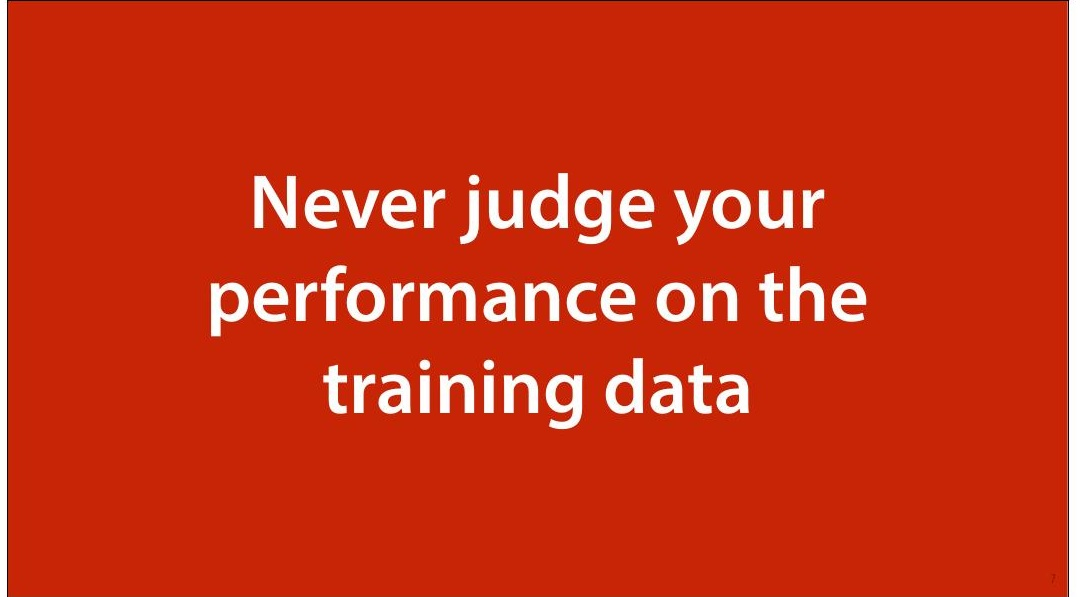 Never judge your
performance on the
training data
7